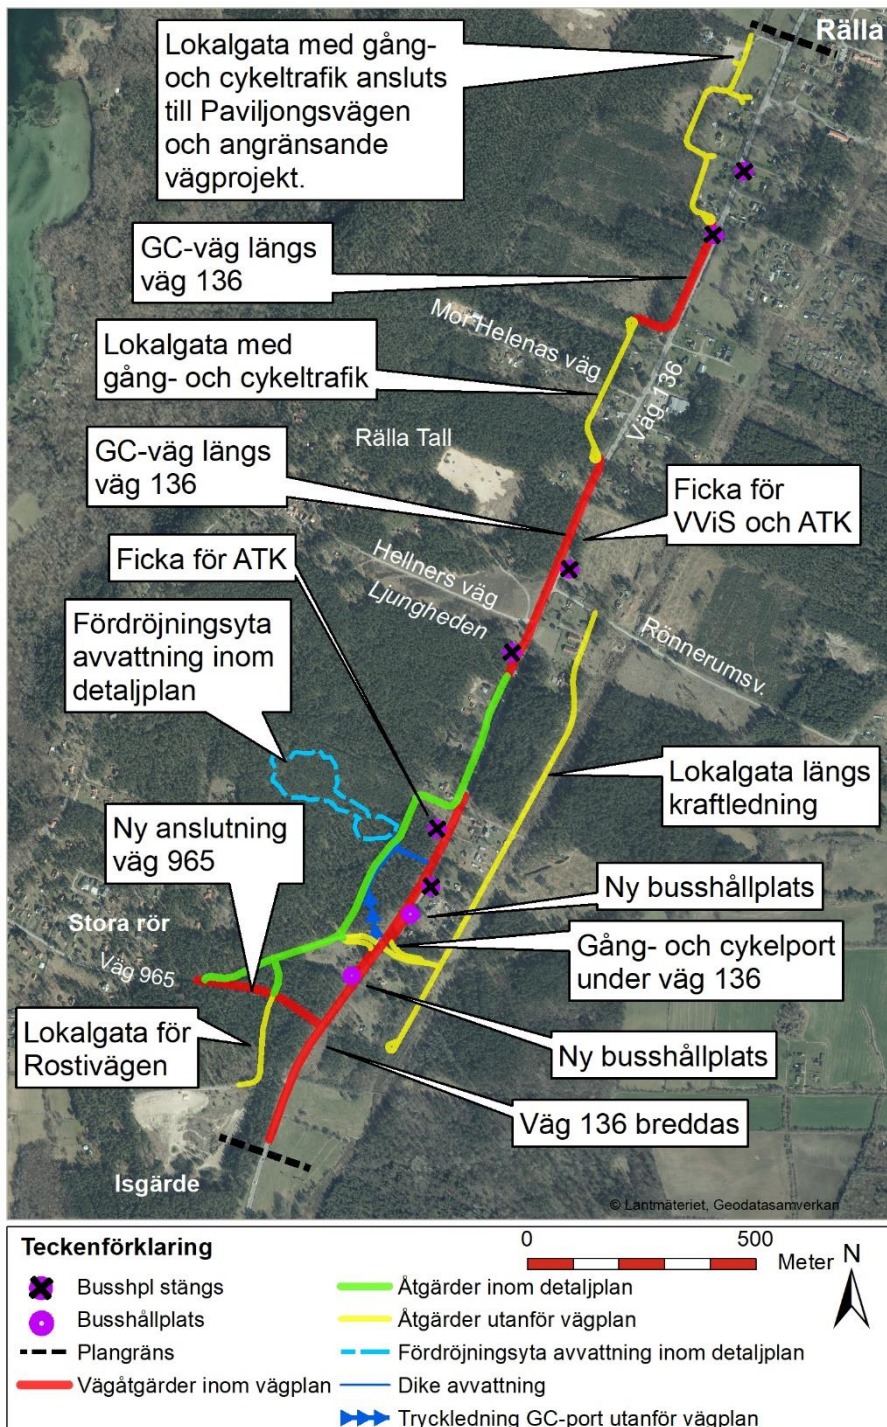 Rälla
Lokalgata med gång-
och cykeltrafik ansluts
till Paviljongsvägen
och angränsande
vägprojekt.
GC-väg längs
väg 136
Mor Helenas väg
Lokalgata med
gång- och cykeltrafik
Väg 136
Rälla Tall
GC-väg längs
väg 136
Ficka för
VViS och ATK
Ficka för ATK
Hellners väg
Ljungheden
Rönnerumsv.
Fördröjningsyta
avvattning inom
detaljplan
Lokalgata längs
kraftledning
Ny anslutning
väg 965
Ny busshållplats
Stora rör
Gång- och cykelport
under väg 136
Väg 965
Lokalgata för
Rostivägen
Ny busshållplats
Väg 136 breddas
Isgärde
© Lantmäteriet, Geodatasamverkan
Teckenförklaring
0 500
Meter
N
Busshpl stängs
Busshållplats
Plangräns
Vägåtgärder inom vägplan
Åtgärder inom detaljplan
Åtgärder utanför vägplan
Fördröjningsyta avvattning inom detaljplan
Dike avvattning
Tryckledning GC-port utanför vägplan